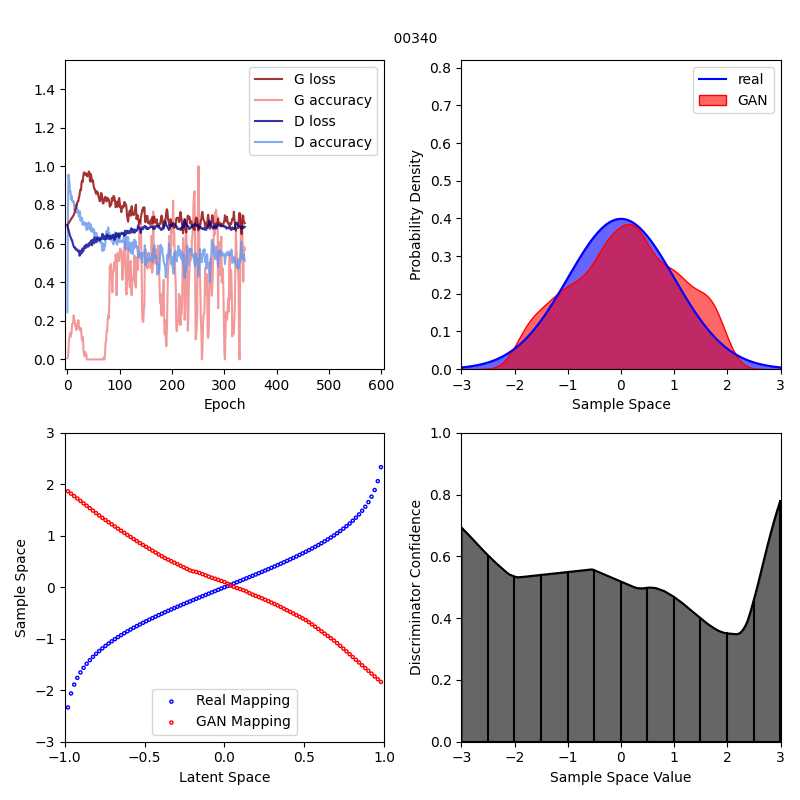 00340
1.4
1.2
1.0
0.8
0.6
0.4
0.2
0.0
0 100 200 300 400 500 600
Epoch
G loss
G accuracy
D loss
D accuracy
Probability Density
0.8
0.7
0.6
0.5
0.4
0.3
0.2
0.1
0.0
−3 −2 −1 0 1 2 3
Sample Space
real
GAN
Sample Space
3
2
1
0
−1
−2
−3
−1.0 −0.5 0.0 0.5 1.0
Latent Space
Real Mapping
GAN Mapping
Discriminator Confidence
1.0
0.8
0.6
0.4
0.2
0.0
−3 −2 −1 0 1 2 3
Sample Space Value